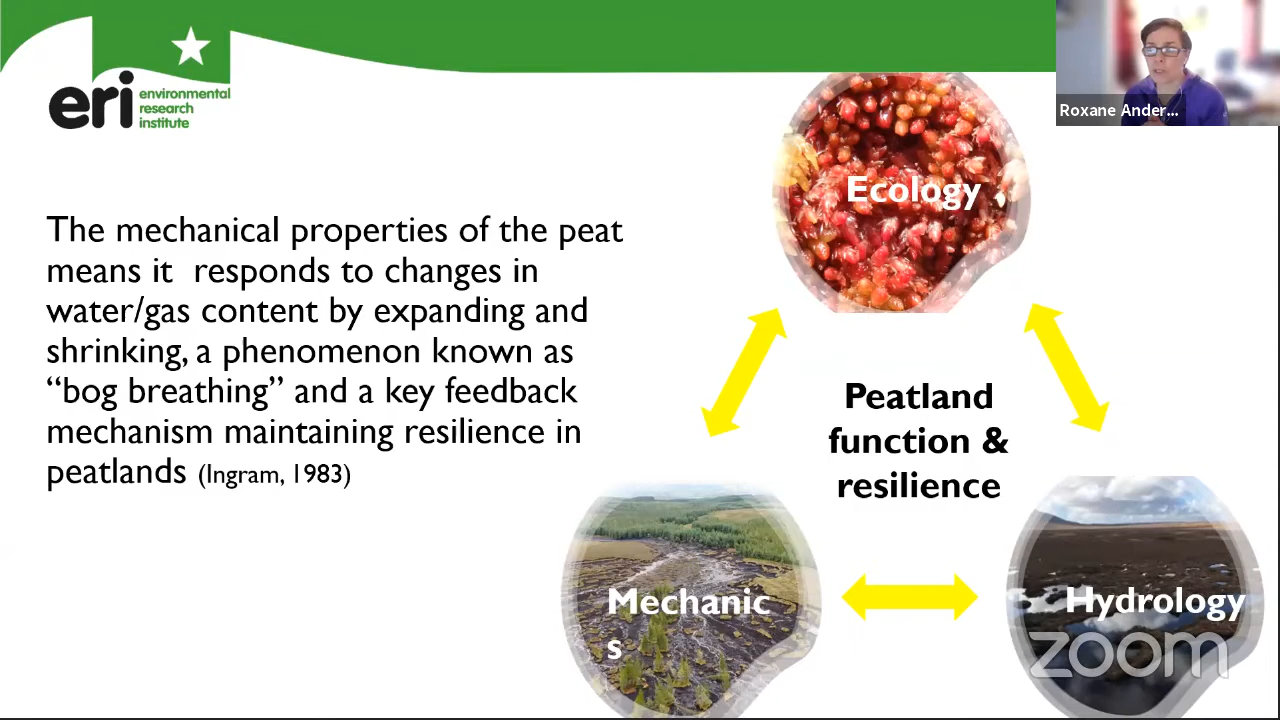 eri environmental
research
institute
Roxane Ander...
The mechanical properties of the peat
means it responds to changes in
water/gas content by expanding and
shrinking, a phenomenon known as
“bog breathing” and a key feedback
mechanism maintaining resilience in
peatlands (Ingram, 1983)
Ecology
Peatland
function &
resilience
Mechanic
s
Hydrology
zoom